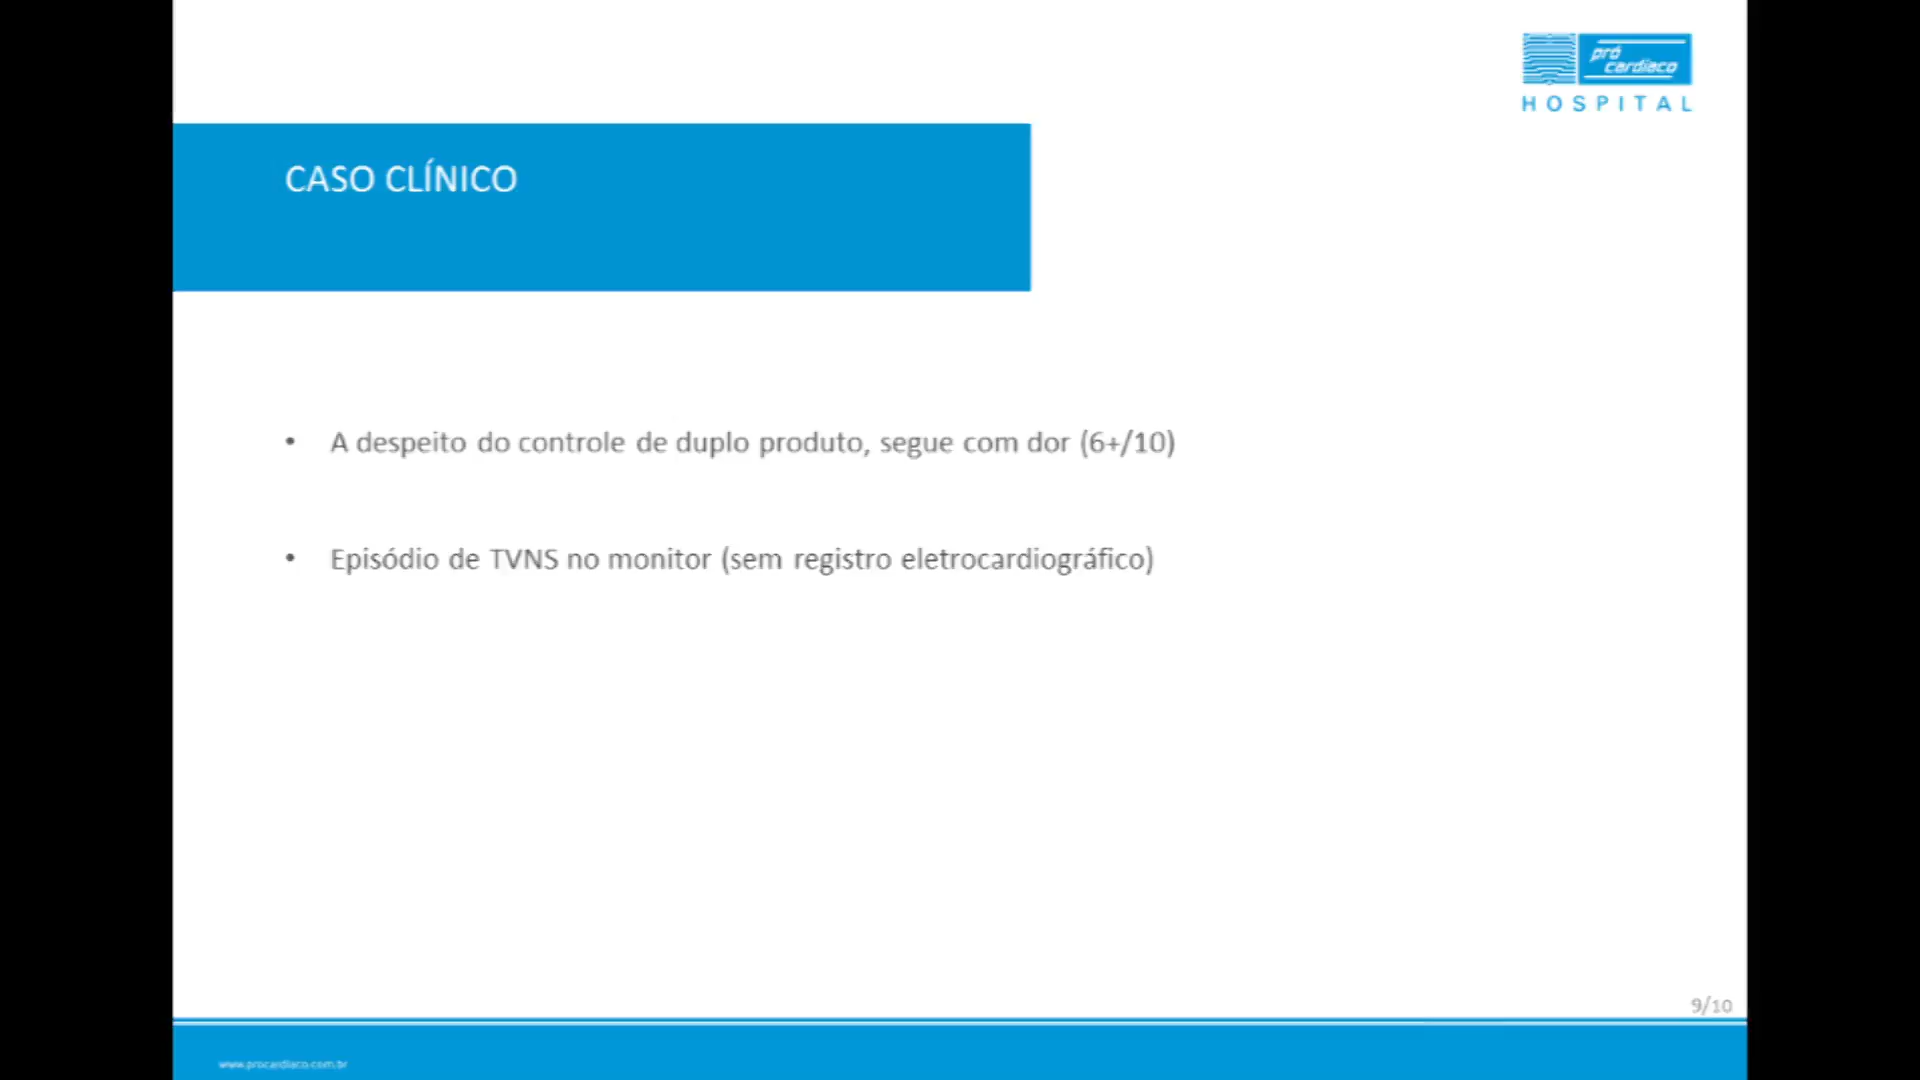 pró
cardíaco
HOSPITAL
CASO CLÍNICO
• A despeito do controle de duplo produto, segue com dor (6+/10)
• Episódio de TVNS no monitor (sem registro eletrocardiográfico)
9/10
www.procardiaco.com.br